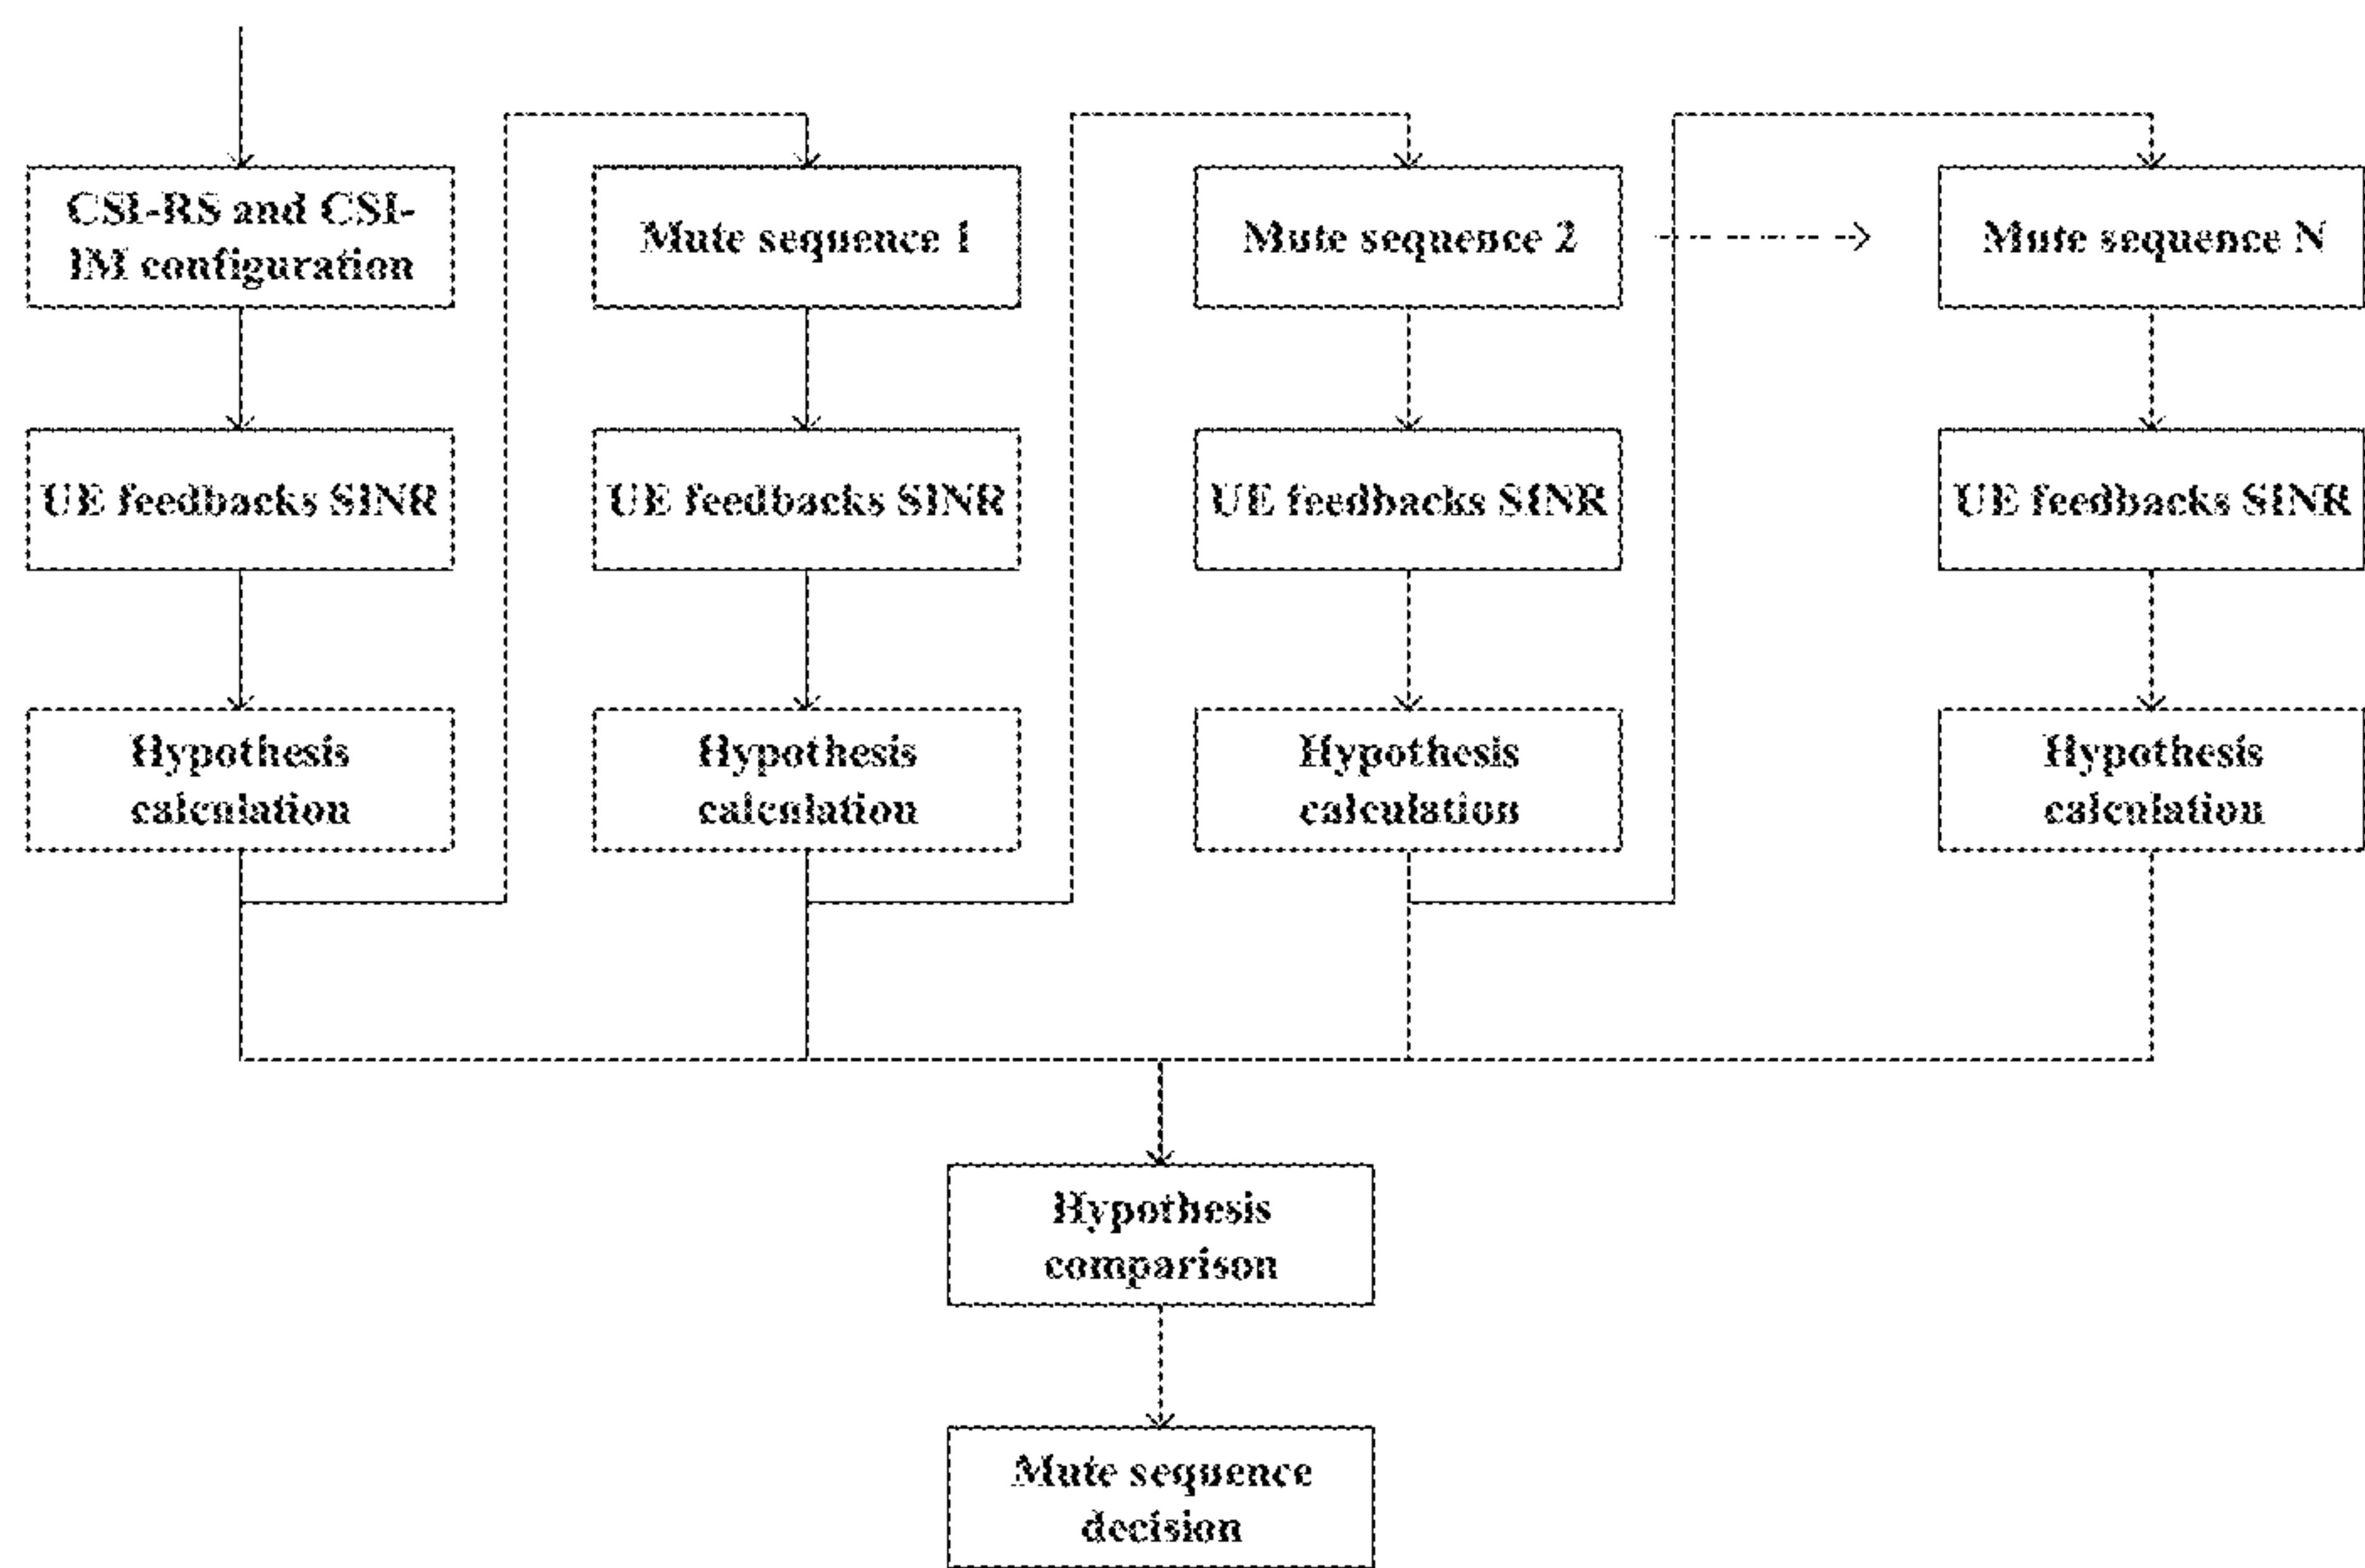 CSI-RS and CSI-
IM configuration
Mute sequence 1
Mute sequence 2
Mute sequence N
UE feedbacks SINR
UE feedbacks SINR
UE feedbacks SINR
UE feedbacks SINR
Hypothesis
calculation
Hypothesis
calculation
Hypothesis
calculation
Hypothesis
calculation
Hypothesis
comparison
Mute sequence
decision